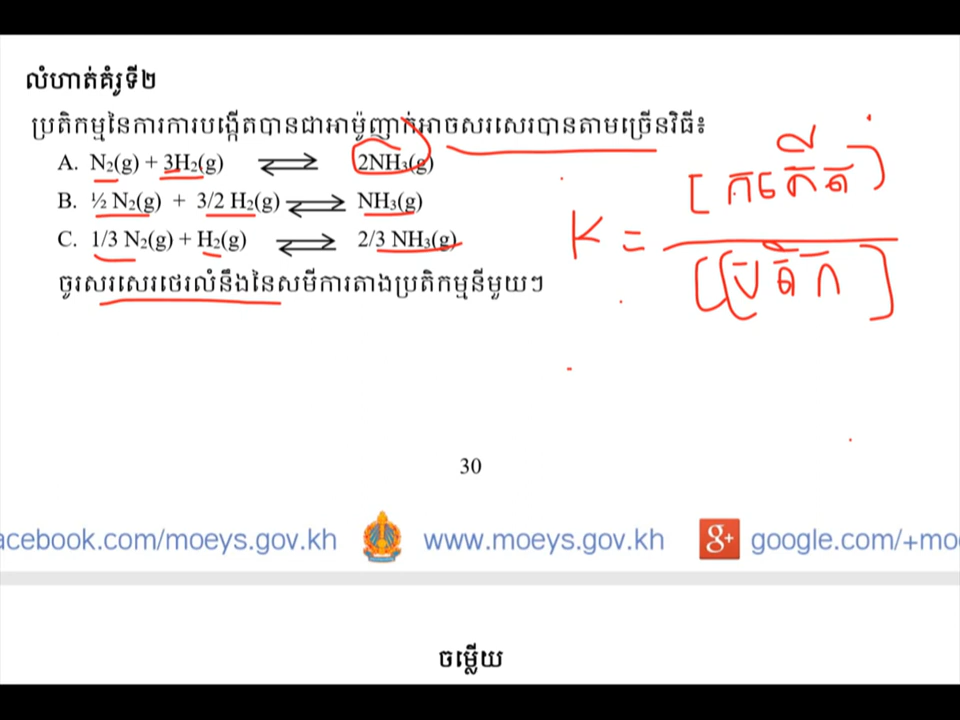 លំហាត់គំរូទី២
ប្រតិកម្មនៃការការបង្កើតបានជាអាម៉ូញាក់អាចសរសេរបានតាមច្រើនវិធី៖
A. N₂(g) + 3H₂(g) ⇌ 2NH₃(g)
B. ½ N₂(g) + 3/2 H₂(g) ⇌ NH₃(g)
C. 1/3 N₂(g) + H₂(g) ⇌ 2/3 NH₃(g)
ចូរសរសេរថេរលំនឹងនៃសមីការតាងប្រតិកម្មនីមួយៗ
K =
30
acebook.com/moeys.gov.kh
www.moeys.gov.kh
g+ google.com/+mo
ចម្លើយ